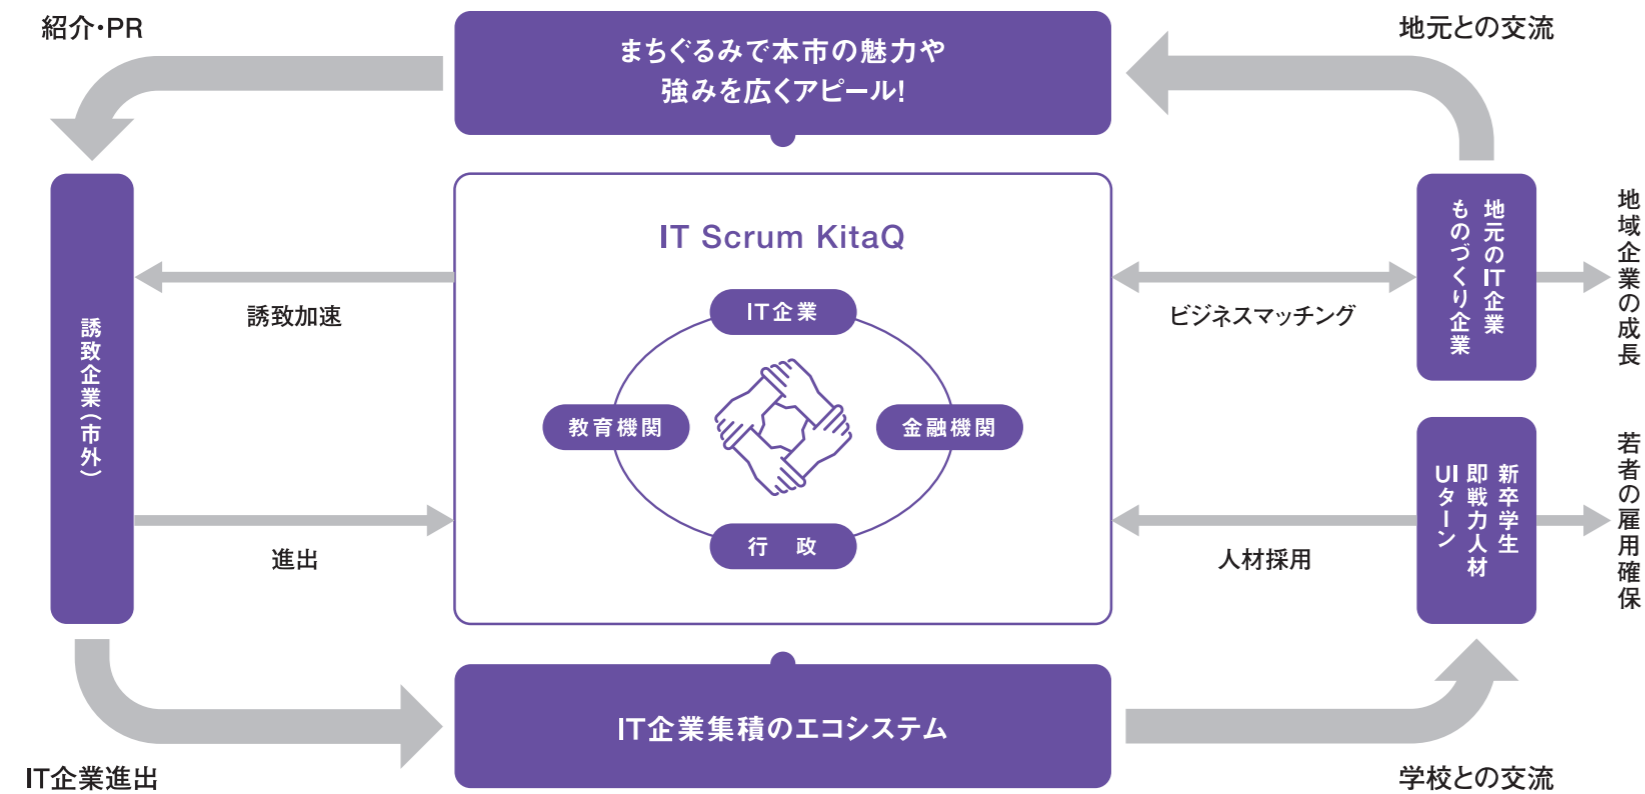 紹介・PR
まちぐるみで本市の魅力や
強みを広くアピール!
地元との交流
誘致企業(市外)
誘致加速
進出
IT Scrum KitaQ
IT企業
教育機関
金融機関
行 政
ビジネスマッチング
人材採用
地元のIT企業
ものづくり企業
地域企業の成長
新卒学生
即戦力人材
UIターン
若者の雇用確保
IT企業進出
IT企業集積のエコシステム
学校との交流